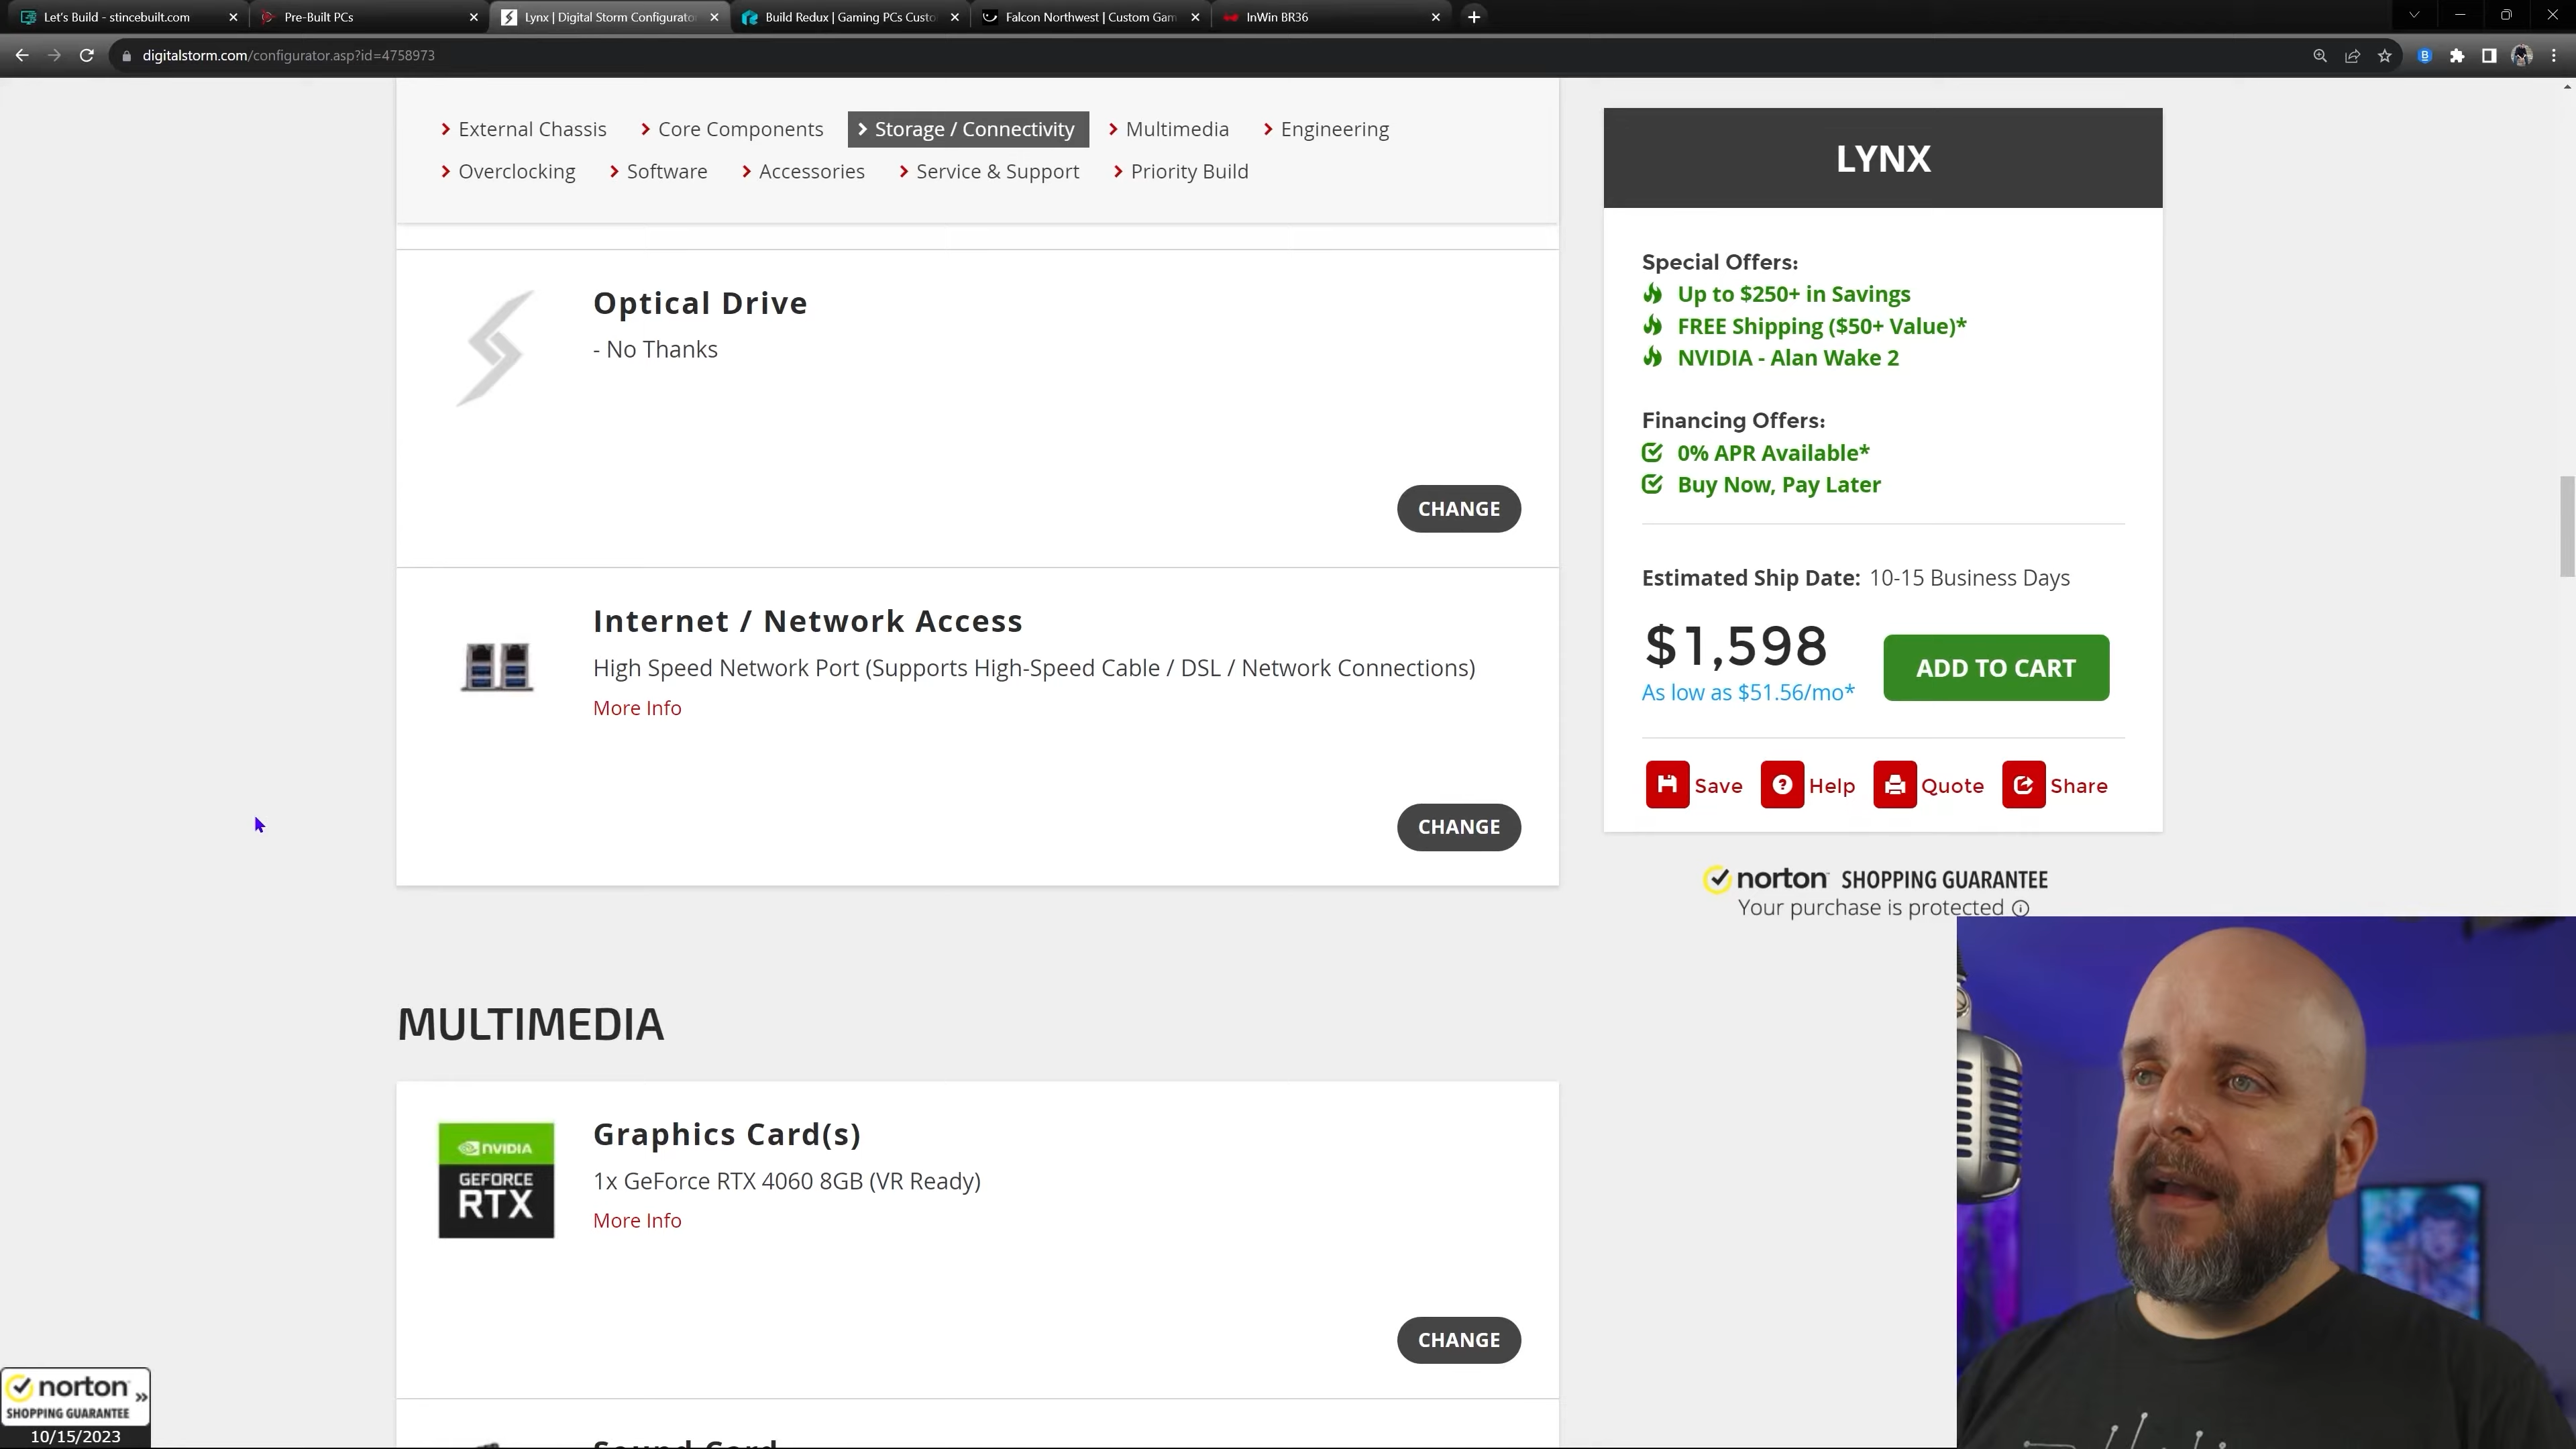 Let's Build - stincebuilt.com
Pre-Built PCs
Lynx | Digital Storm Configurato
Build Redux | Gaming PCs Custo
Falcon Northwest | Custom Gam
InWin BR36
digitalstorm.com/configurator.asp?id=4758973
External Chassis
Core Components
Storage / Connectivity
Multimedia
Engineering
Overclocking
Software
Accessories
Service & Support
Priority Build
Optical Drive
- No Thanks
CHANGE
Internet / Network Access
High Speed Network Port (Supports High-Speed Cable / DSL / Network Connections)
More Info
CHANGE
MULTIMEDIA
NVIDIA
GEFORCE
RTX
Graphics Card(s)
1x GeForce RTX 4060 8GB (VR Ready)
More Info
CHANGE
Sound Card
LYNX
Special Offers:
Up to $250+ in Savings
FREE Shipping ($50+ Value)*
NVIDIA - Alan Wake 2
Financing Offers:
0% APR Available*
Buy Now, Pay Later
Estimated Ship Date: 10-15 Business Days
$1,598
As low as $51.56/mo*
ADD TO CART
Save
Help
Quote
Share
norton SHOPPING GUARANTEE
Your purchase is protected
norton »
SHOPPING GUARANTEE
10/15/2023